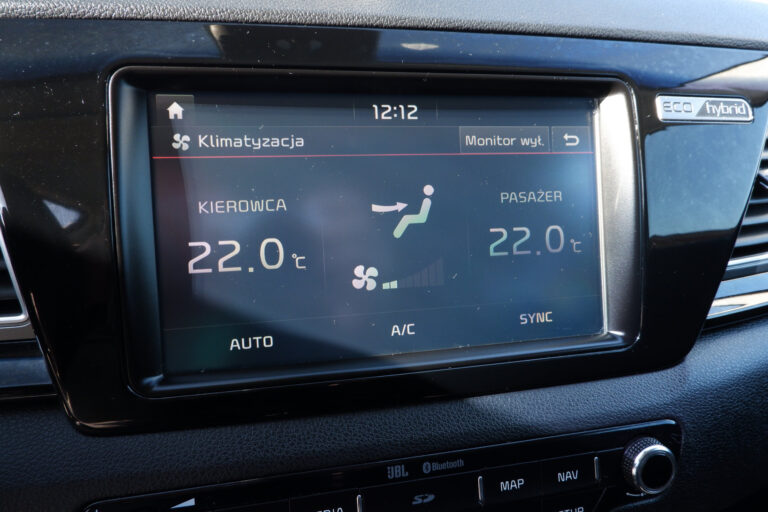 12:12
ECO hybrid
Klimatyzacja
Monitor wył.
KIEROWCA
PASAŻER
22.0 °C
22.0 °C
AUTO
A/C
SYNC
JBL Bluetooth
SD
MAP
NAV